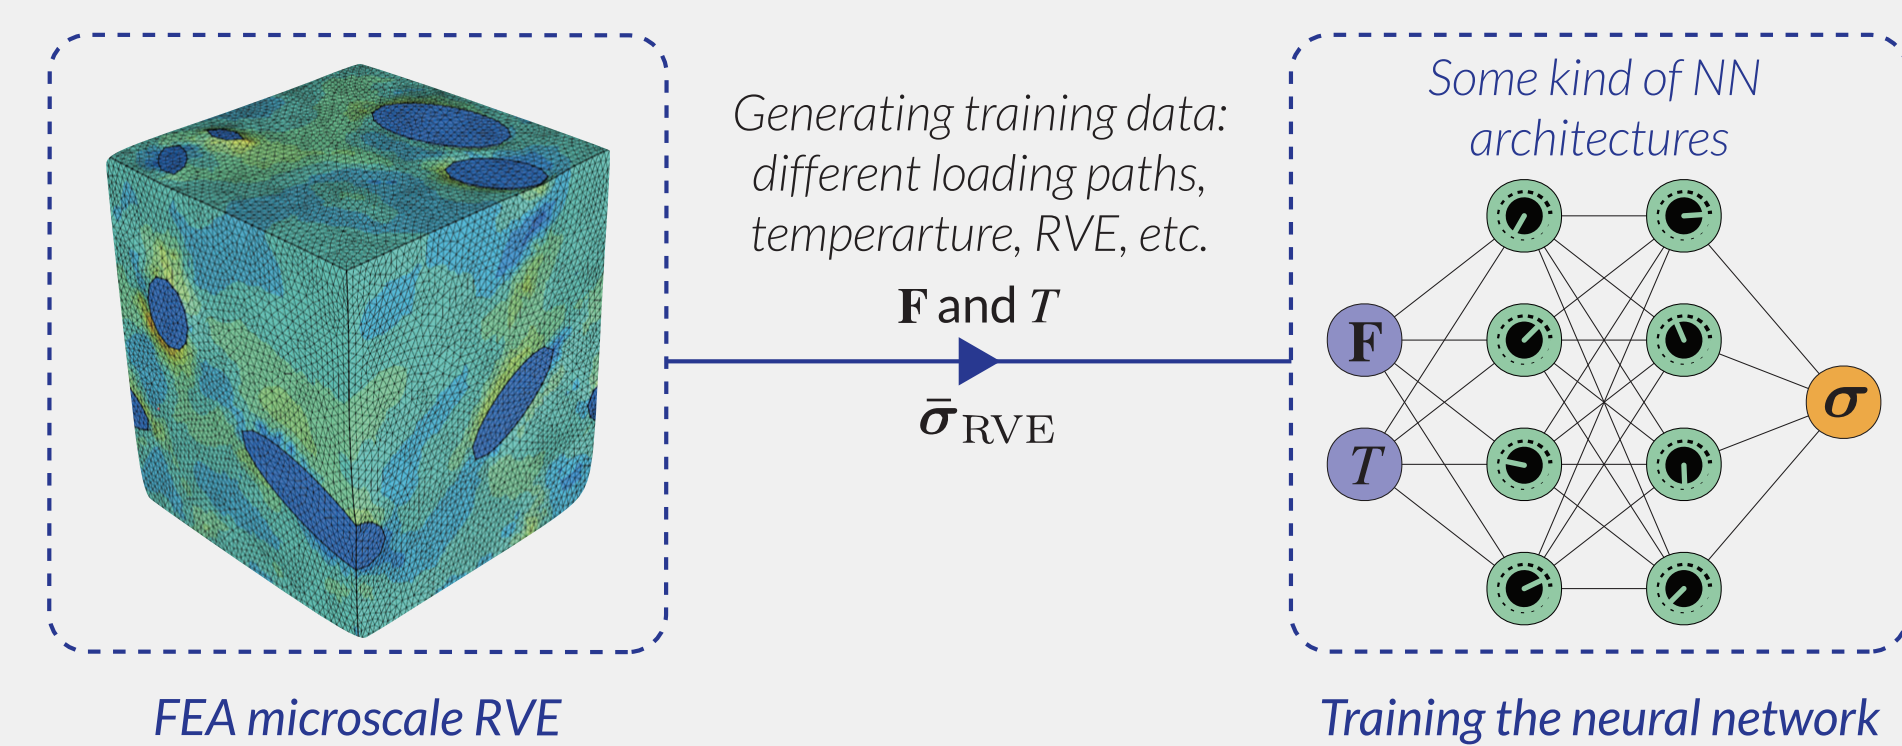 Generating training data:
different loading paths,
temperarture, RVE, etc.
F and T
σ̄ RVE
FEA microscale RVE
Some kind of NN
architectures
F
T
σ
Training the neural network